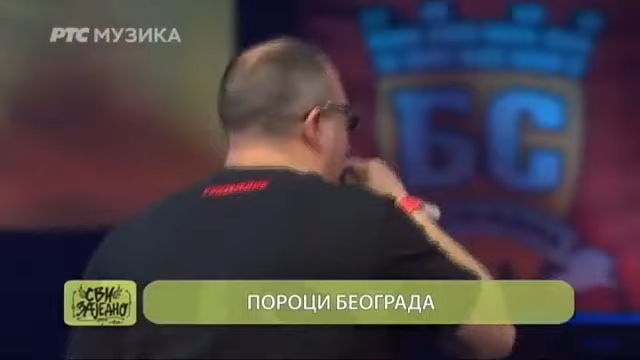 РТС МУЗИКА
БС
СВИ
ЗАЈЕДНО
ПОРОЦИ БЕОГРАДА